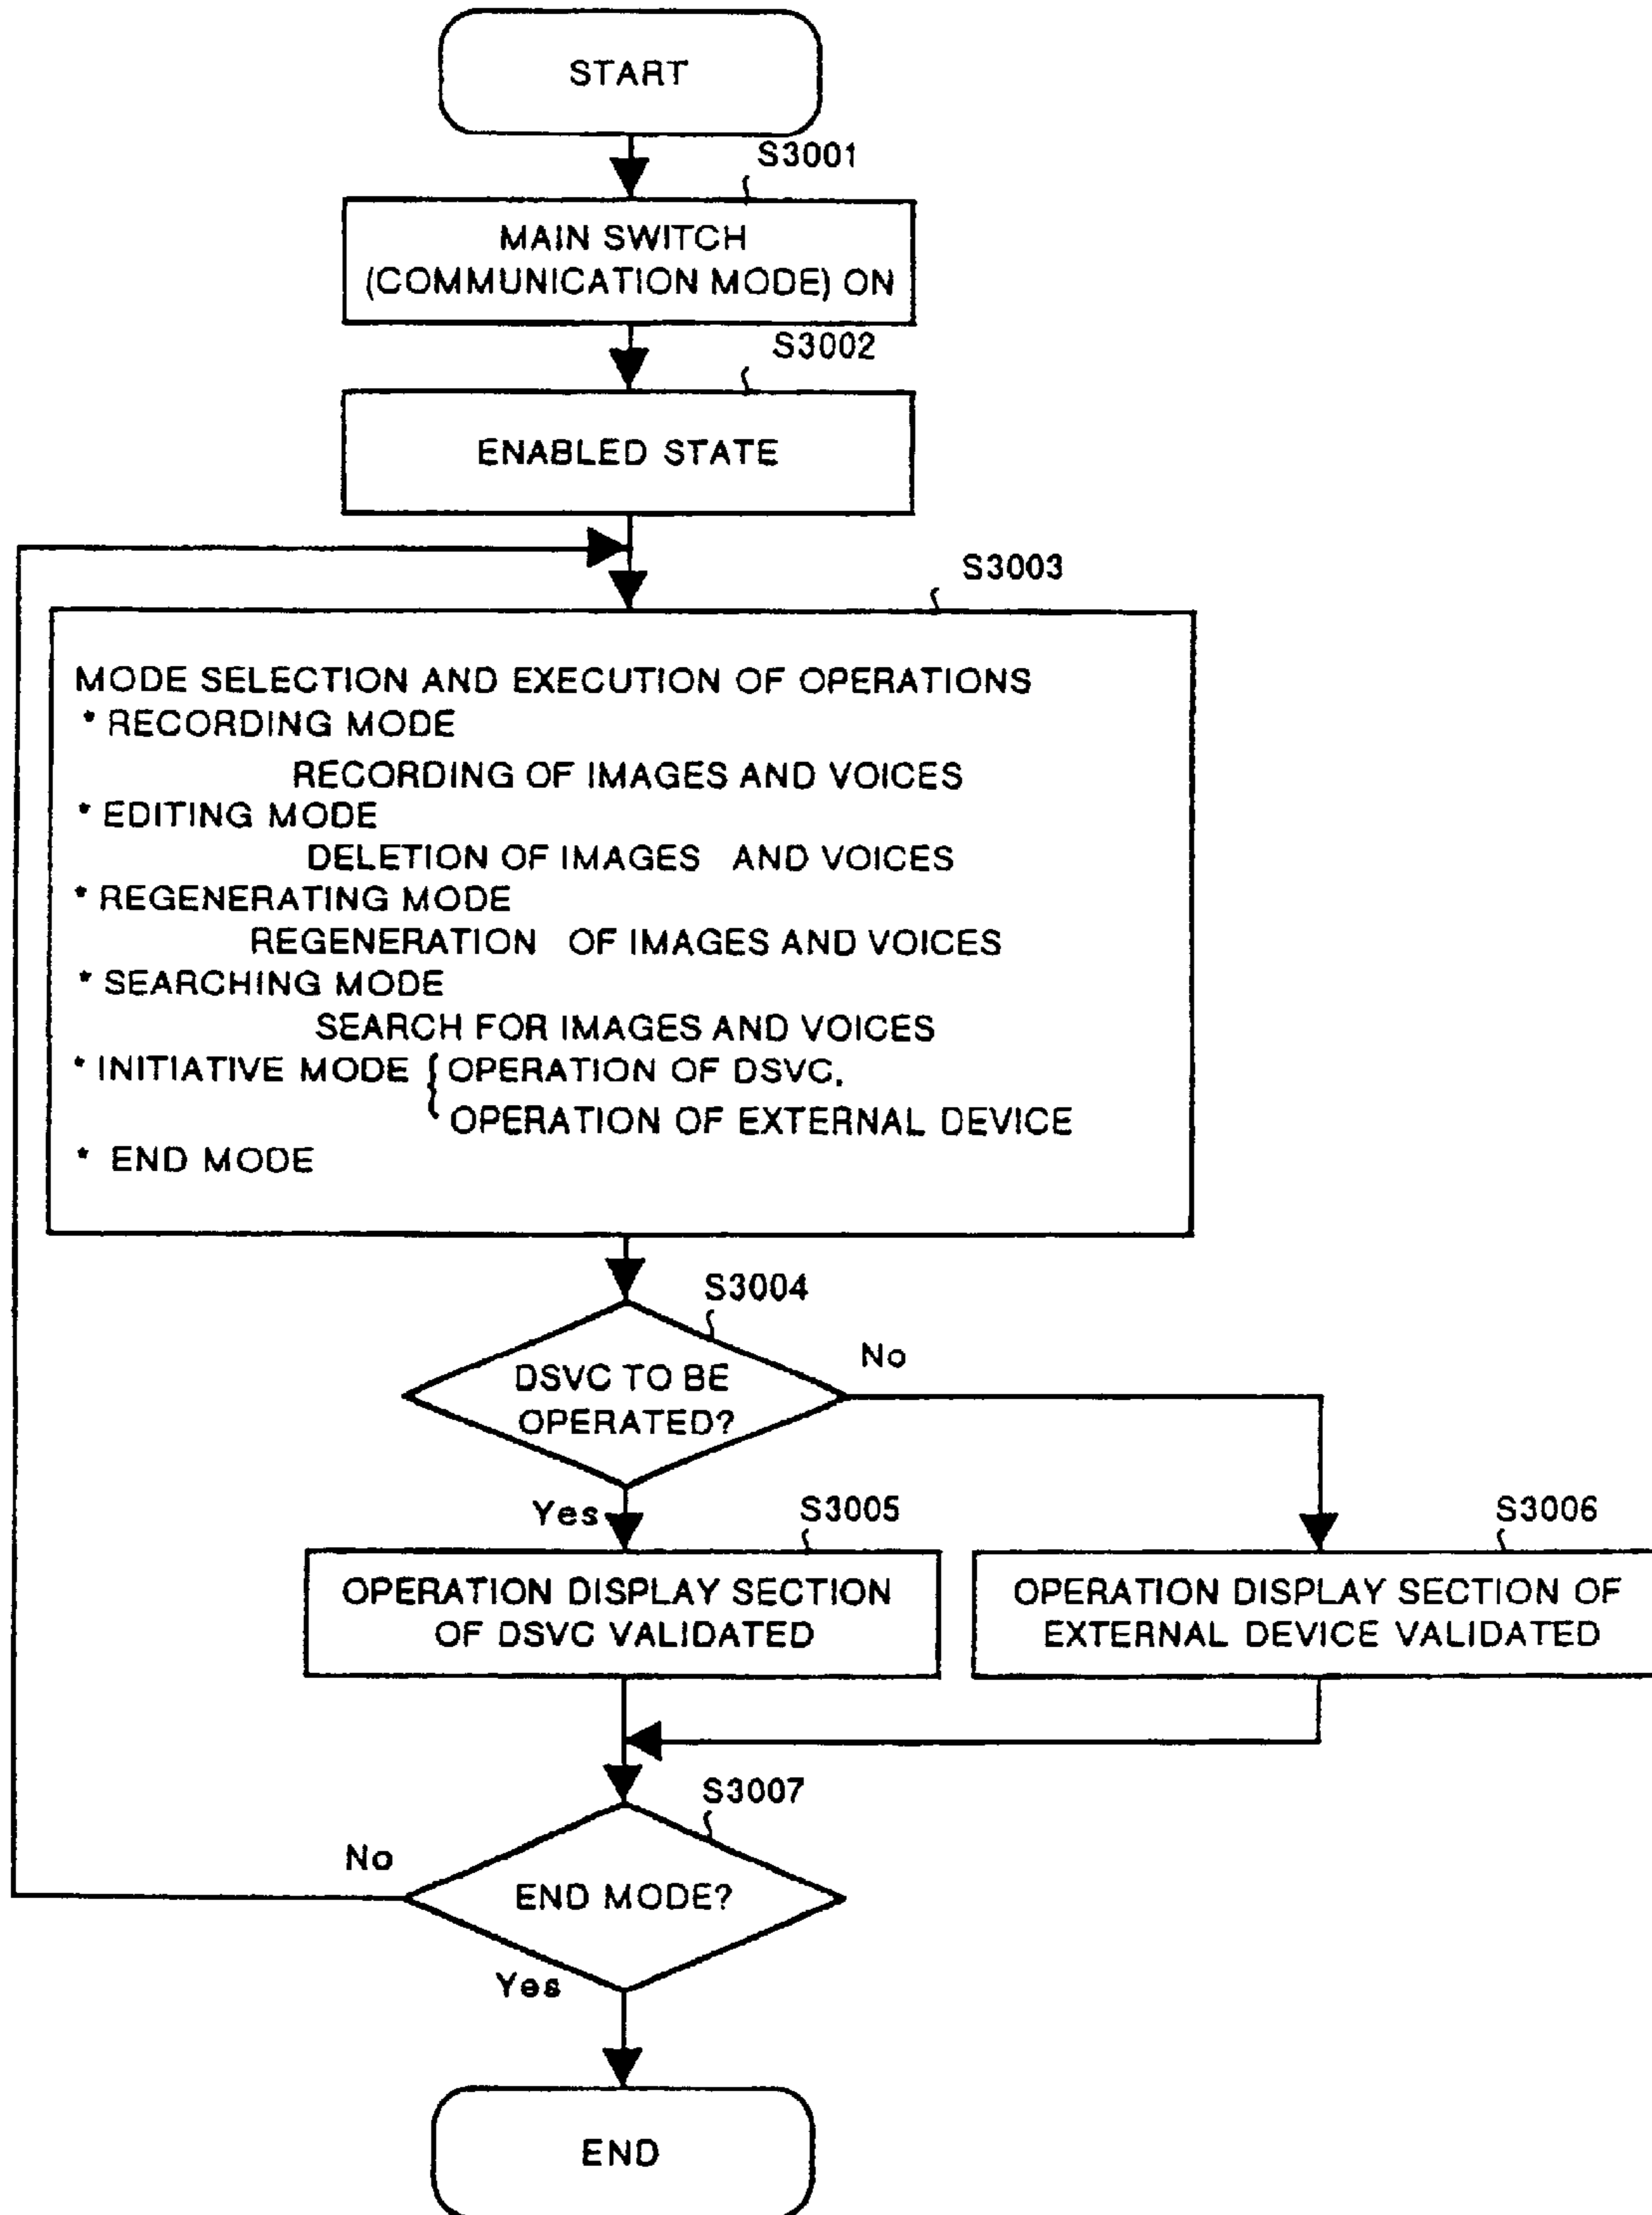 START
S3001
MAIN SWITCH
(COMMUNICATION MODE) ON
S3002
ENABLED STATE
S3003
MODE SELECTION AND EXECUTION OF OPERATIONS
* RECORDING MODE
RECORDING OF IMAGES AND VOICES
* EDITING MODE
DELETION OF IMAGES AND VOICES
* REGENERATING MODE
REGENERATION OF IMAGES AND VOICES
* SEARCHING MODE
SEARCH FOR IMAGES AND VOICES
* INITIATIVE MODE { OPERATION OF DSVC.
OPERATION OF EXTERNAL DEVICE
* END MODE
S3004
DSVC TO BE
OPERATED?
No
Yes
S3005
OPERATION DISPLAY SECTION
OF DSVC VALIDATED
S3006
OPERATION DISPLAY SECTION OF
EXTERNAL DEVICE VALIDATED
S3007
END MODE?
No
Yes
END